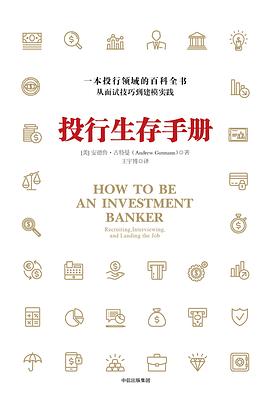 一本投行领域的百科全书
从面试技巧到建模实践
投行生存手册
[美] 安德鲁·古特曼（Andrew Gutmann）著
王宇博 译
HOW TO BE
AN INVESTMENT
BANKER
Recruiting, Interviewing,
and Landing the Job
中信出版集团